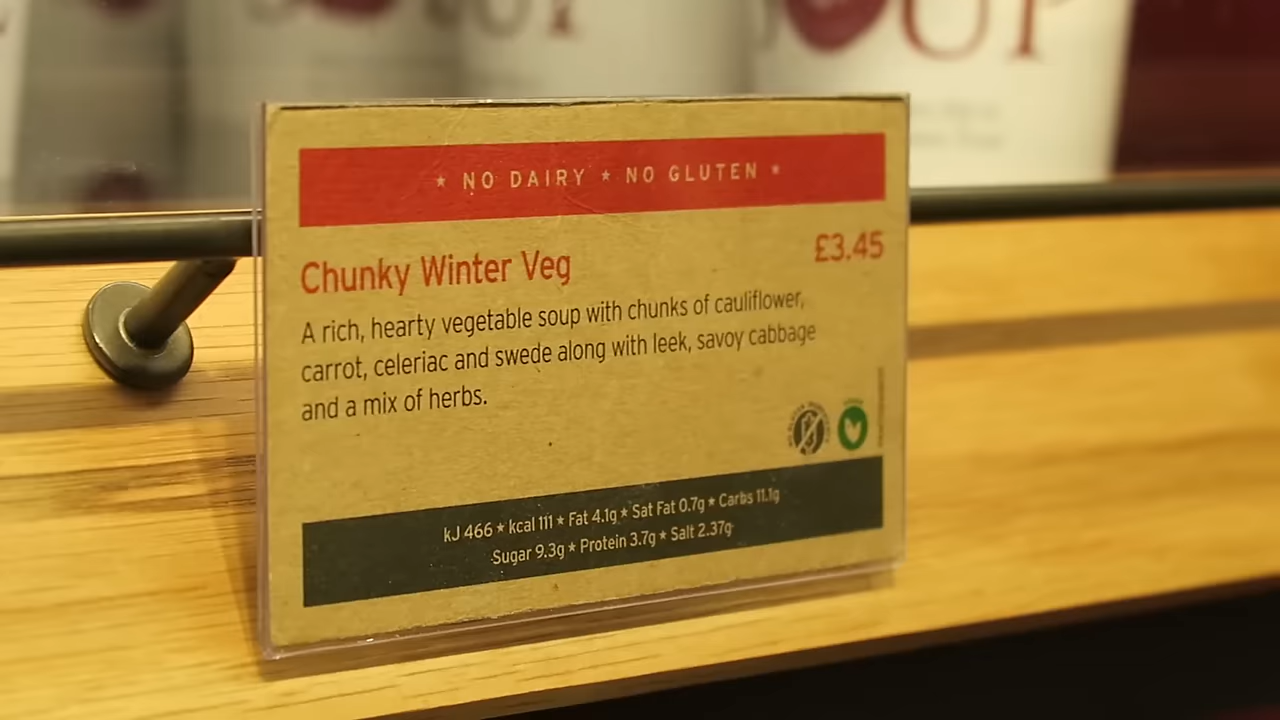 SOUP
★ NO DAIRY ★ NO GLUTEN ★
Chunky Winter Veg
£3.45
A rich, hearty vegetable soup with chunks of cauliflower,
carrot, celeriac and swede along with leek, savoy cabbage
and a mix of herbs.
kJ 466 ★ kcal 111 ★ Fat 4.1g ★ Sat Fat 0.7g ★ Carbs 11.1g
Sugar 9.3g ★ Protein 3.7g ★ Salt 2.37g